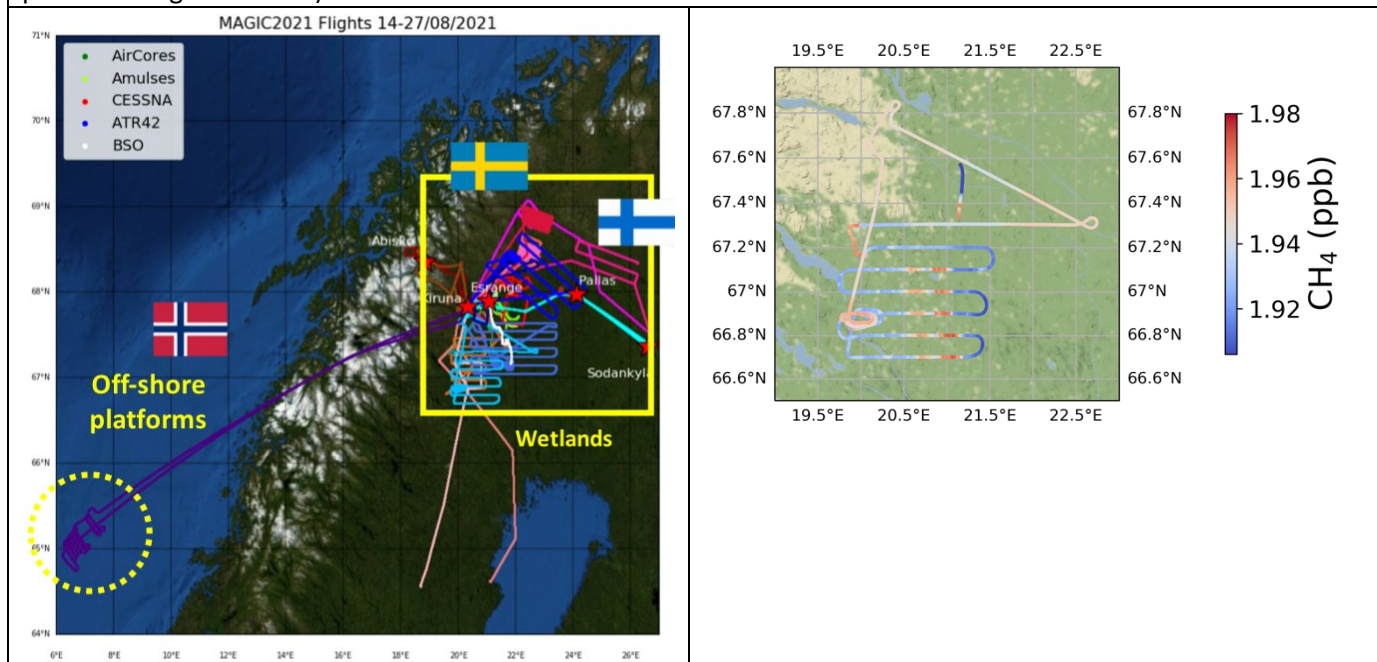 MAGIC2021 Flights 14-27/08/2021
71°N
70°N
69°N
68°N
67°N
66°N
65°N
64°N
6°E 8°E 10°E 12°E 14°E 16°E 18°E 20°E 22°E 24°E 26°E
AirCores
Amulses
CESSNA
ATR42
BSO
Abisko
Kiruna
Esrange
Pallas
Sodankyl
Off-shore
platforms
Wetlands
19.5°E 20.5°E 21.5°E 22.5°E
67.8°N 67.8°N
67.6°N 67.6°N
67.4°N 67.4°N
67.2°N 67.2°N
67°N 67°N
66.8°N 66.8°N
66.6°N 66.6°N
19.5°E 20.5°E 21.5°E 22.5°E
1.98
1.96
1.94
1.92
CH₄ (ppb)